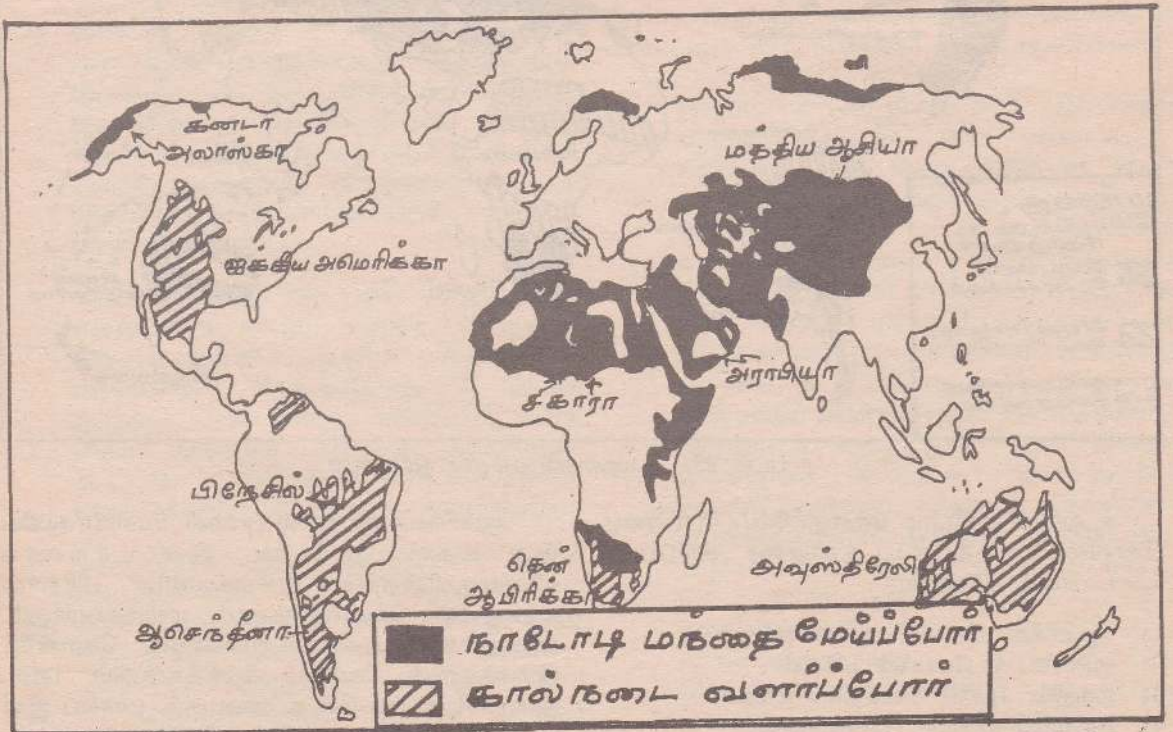 கனடா
அலாஸ்கா
மத்திய ஆசியா
ஐக்கிய அமெரிக்கா
அராபியா
சகாரா
பிரேசில்
தென்
ஆபிரிக்கா
அவுஸ்திரேலியா
ஆசெந்தீனா
நாடோடி மந்தை மேய்ப்போர்
கால்நடை வளர்ப்போர்